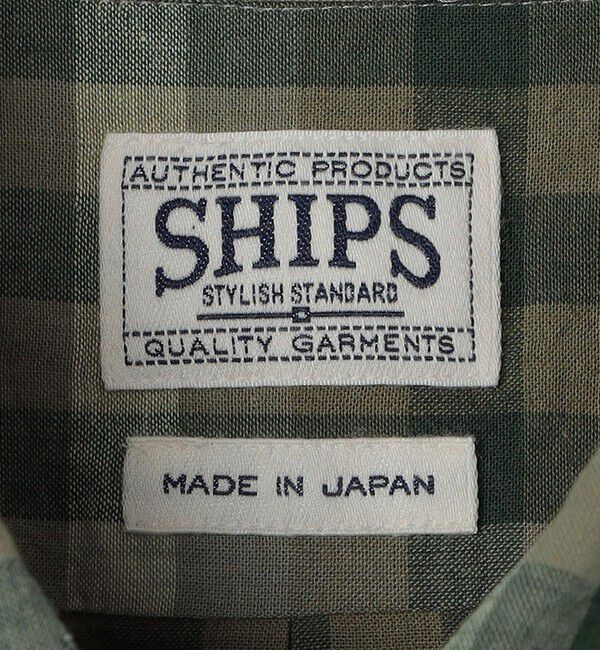 AUTHENTIC PRODUCTS
SHIPS
STYLISH STANDARD
QUALITY GARMENTS
MADE IN JAPAN